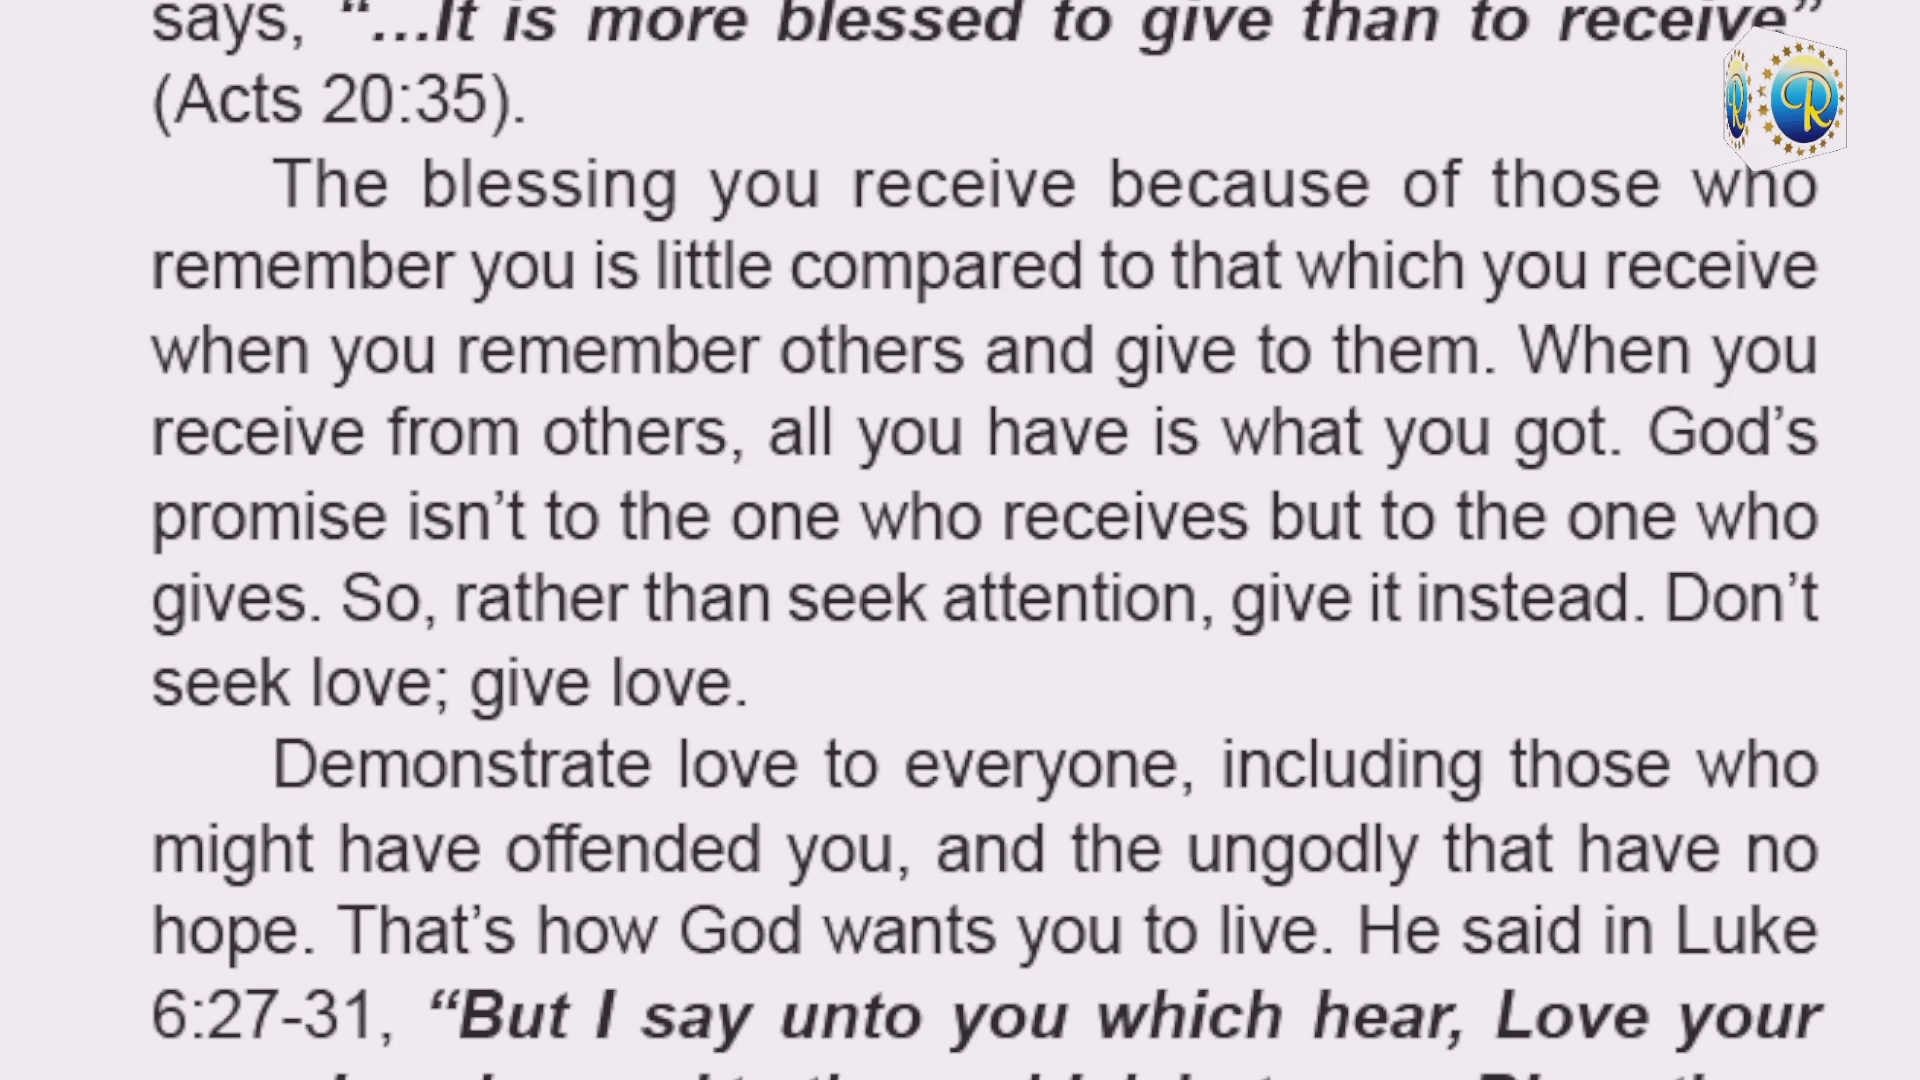 says, “...It is more blessed to give than to receive”
(Acts 20:35).
The blessing you receive because of those who
remember you is little compared to that which you receive
when you remember others and give to them. When you
receive from others, all you have is what you got. God’s
promise isn’t to the one who receives but to the one who
gives. So, rather than seek attention, give it instead. Don’t
seek love; give love.
Demonstrate love to everyone, including those who
might have offended you, and the ungodly that have no
hope. That’s how God wants you to live. He said in Luke
6:27-31, “But I say unto you which hear, Love your